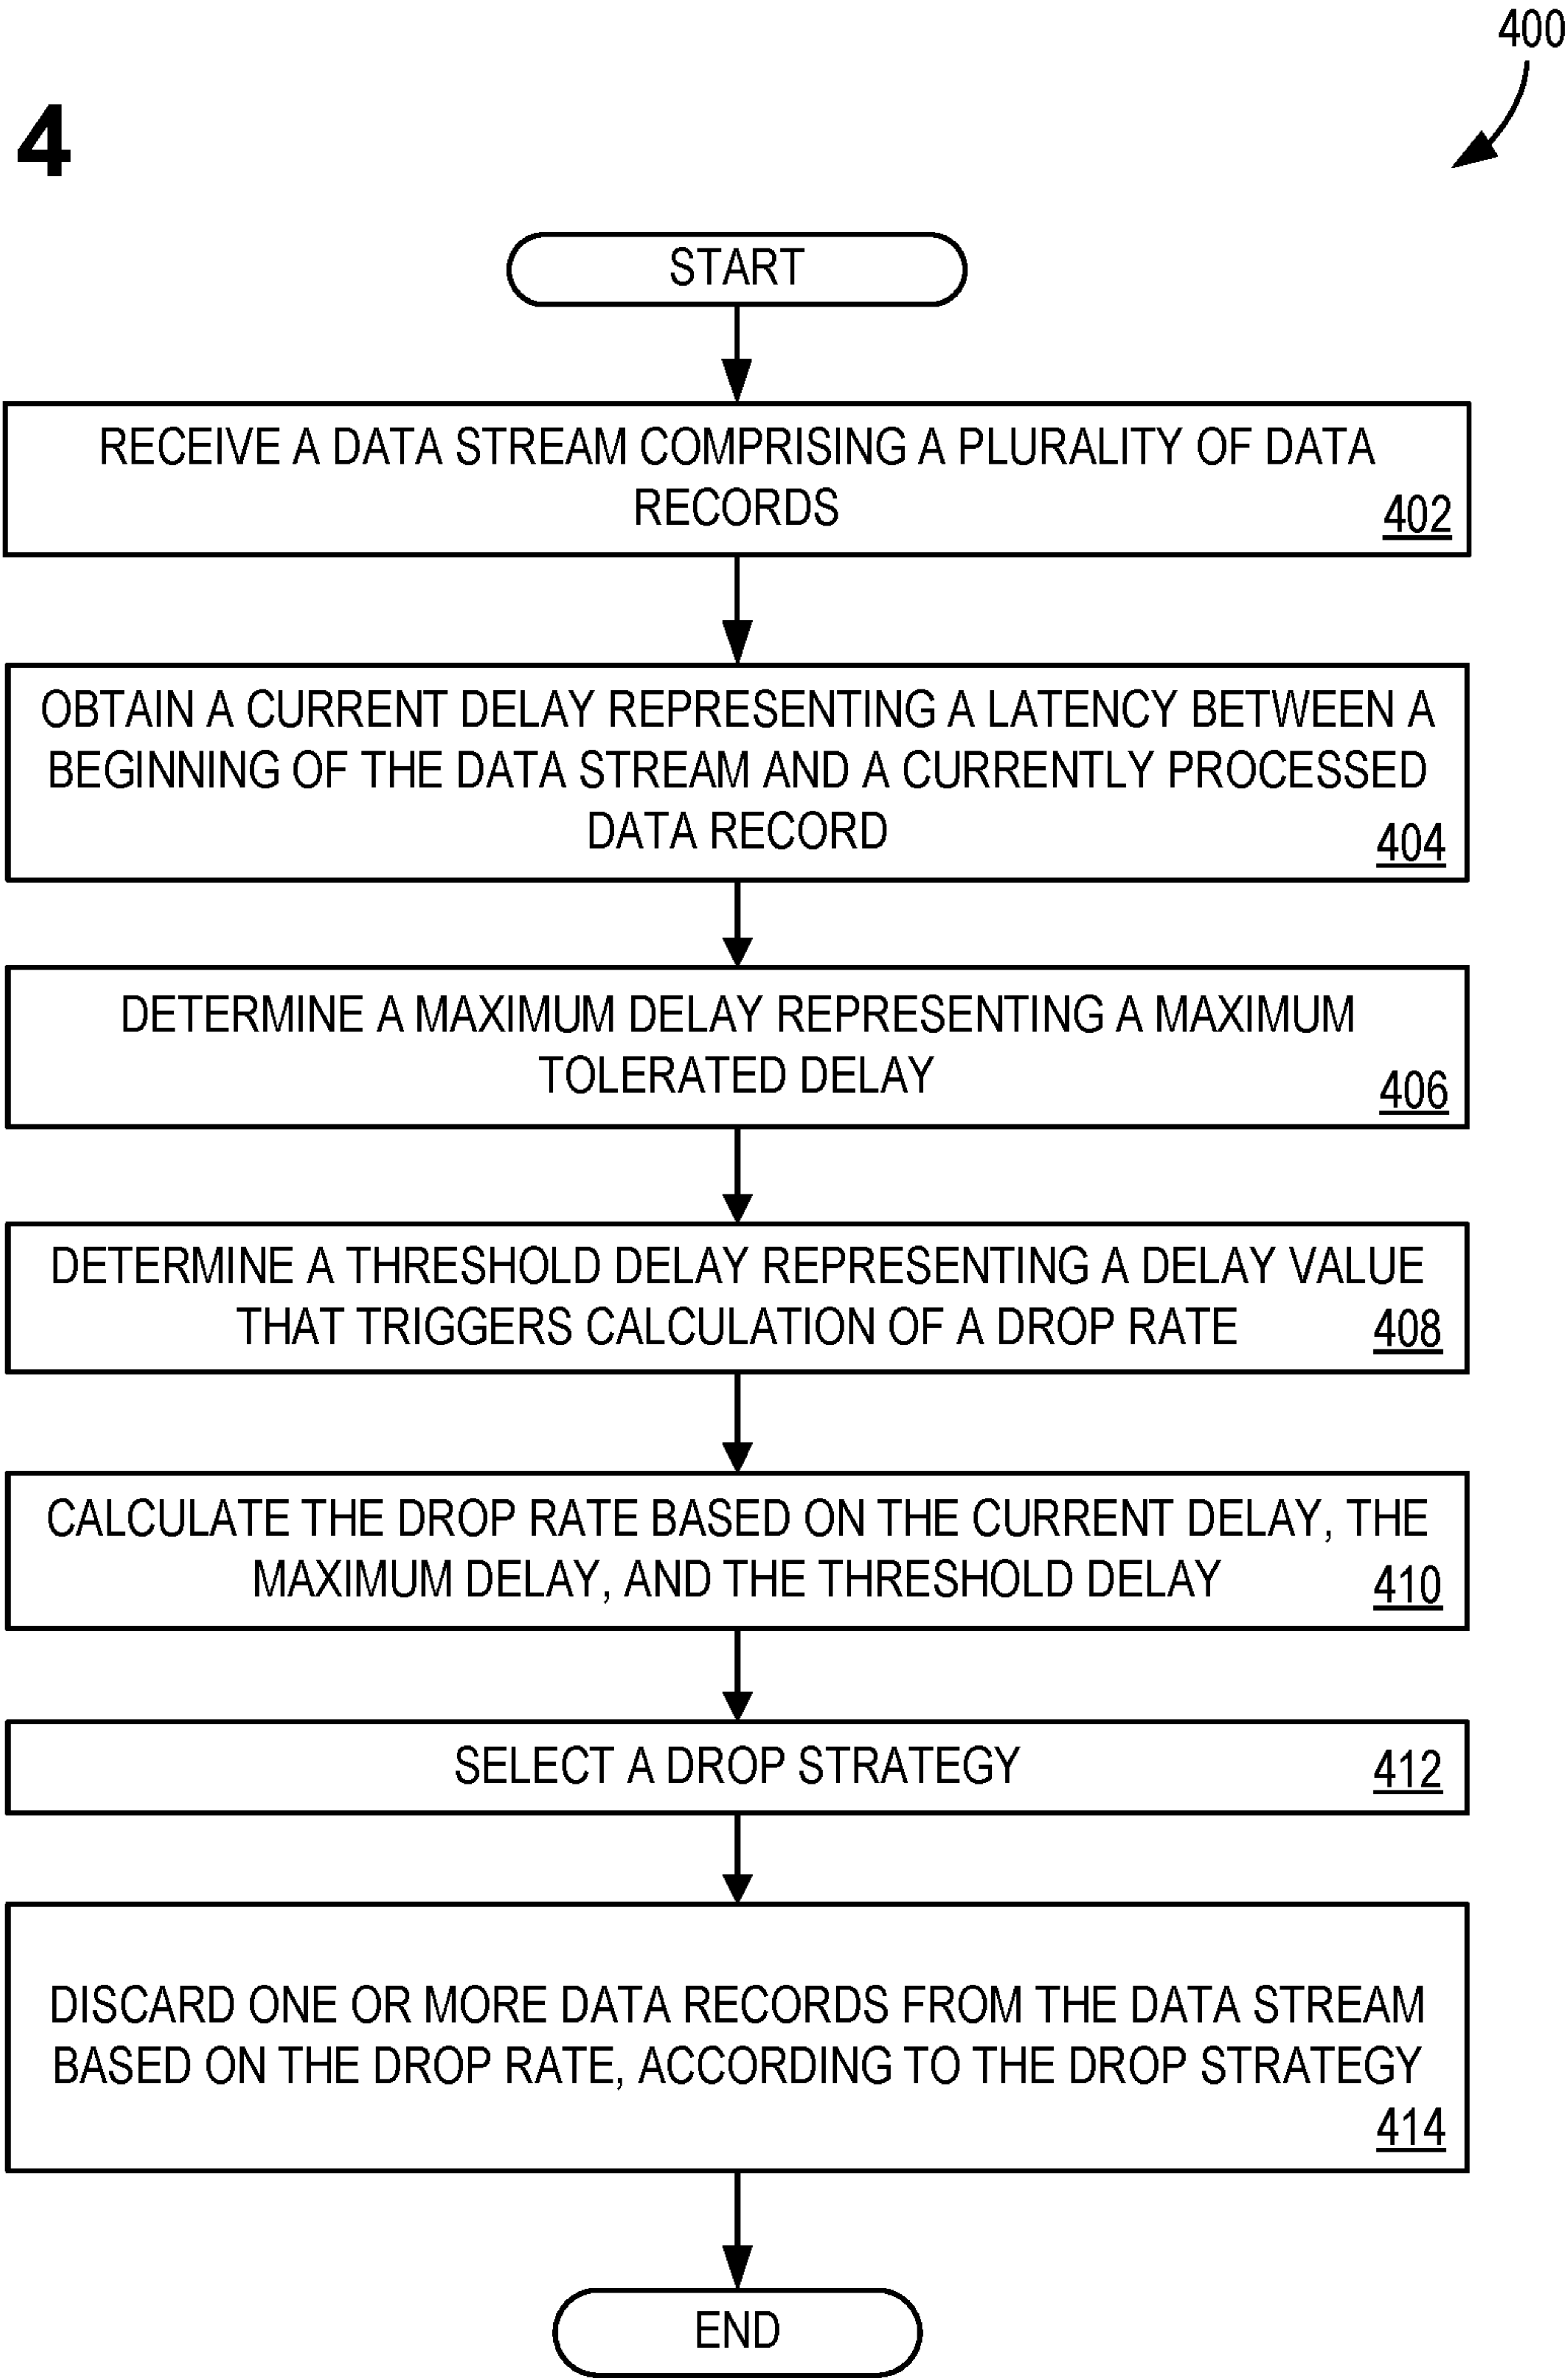 400
4
START
RECEIVE A DATA STREAM COMPRISING A PLURALITY OF DATA
RECORDS
402
OBTAIN A CURRENT DELAY REPRESENTING A LATENCY BETWEEN A
BEGINNING OF THE DATA STREAM AND A CURRENTLY PROCESSED
DATA RECORD
404
DETERMINE A MAXIMUM DELAY REPRESENTING A MAXIMUM
TOLERATED DELAY
406
DETERMINE A THRESHOLD DELAY REPRESENTING A DELAY VALUE
THAT TRIGGERS CALCULATION OF A DROP RATE
408
CALCULATE THE DROP RATE BASED ON THE CURRENT DELAY, THE
MAXIMUM DELAY, AND THE THRESHOLD DELAY
410
SELECT A DROP STRATEGY
412
DISCARD ONE OR MORE DATA RECORDS FROM THE DATA STREAM
BASED ON THE DROP RATE, ACCORDING TO THE DROP STRATEGY
414
END